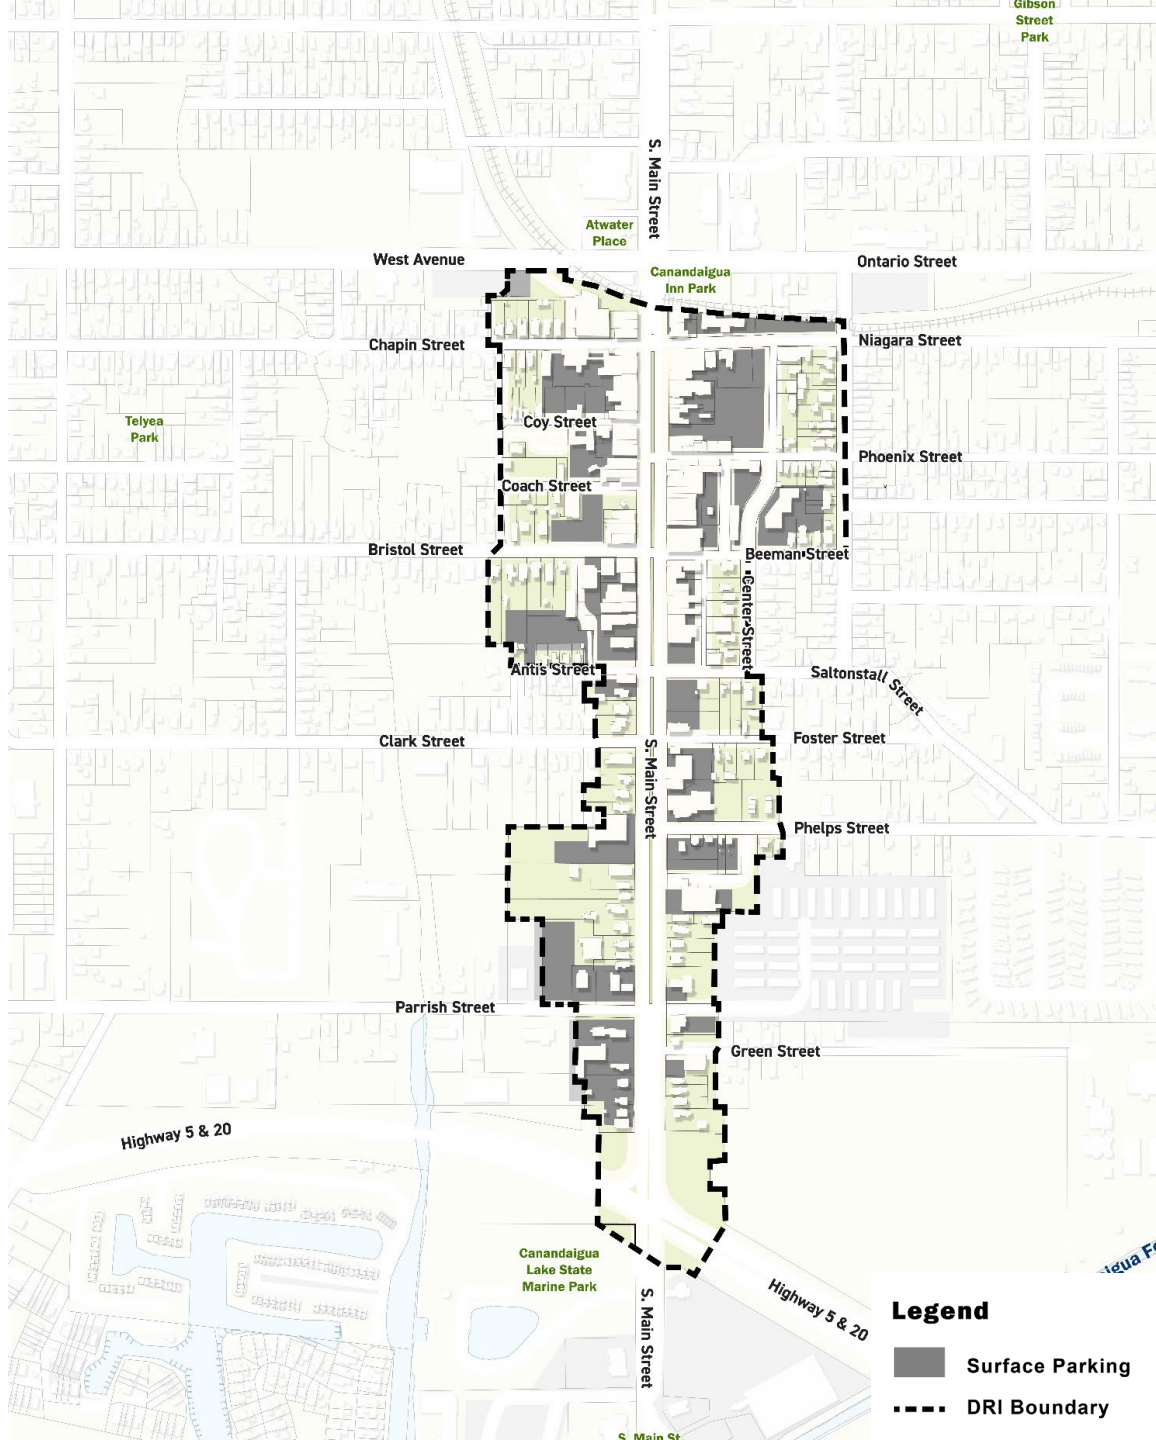 Gibson
Street
Park
S. Main Street
Atwater
Place
West Avenue
Ontario Street
Canandaigua
Inn Park
Chapin Street
Niagara Street
Telyea
Park
Coy Street
Phoenix Street
Coach Street
Bristol Street
Beeman Street
Center Street
Antis Street
Saltonstall Street
Clark Street
S. Main Street
Foster Street
Phelps Street
Parrish Street
Green Street
Highway 5 & 20
Canandaigua
Lake State
Marine Park
S. Main Street
Highway 5 & 20
Legend
Surface Parking
DRI Boundary
S. Main St